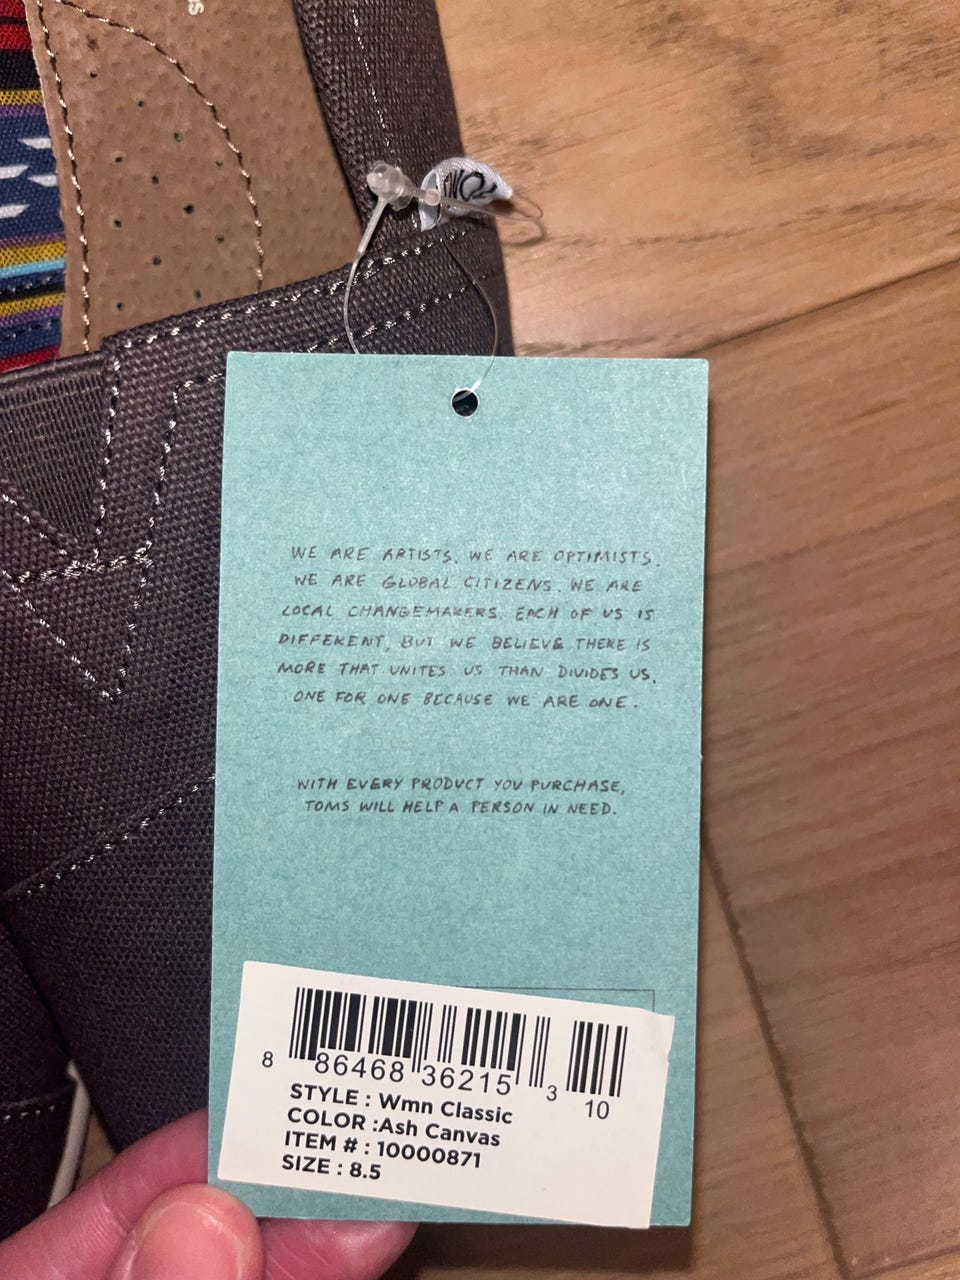 WE ARE ARTISTS. WE ARE OPTIMISTS.
WE ARE GLOBAL CITIZENS. WE ARE
LOCAL CHANGEMAKERS. EACH OF US IS
DIFFERENT, BUT WE BELIEVE THERE IS
MORE THAT UNITES US THAN DIVIDES US.
ONE FOR ONE BECAUSE WE ARE ONE.
WITH EVERY PRODUCT YOU PURCHASE,
TOMS WILL HELP A PERSON IN NEED.
8 86468 36215 3 10
STYLE : Wmn Classic
COLOR :Ash Canvas
ITEM # : 10000871
SIZE : 8.5